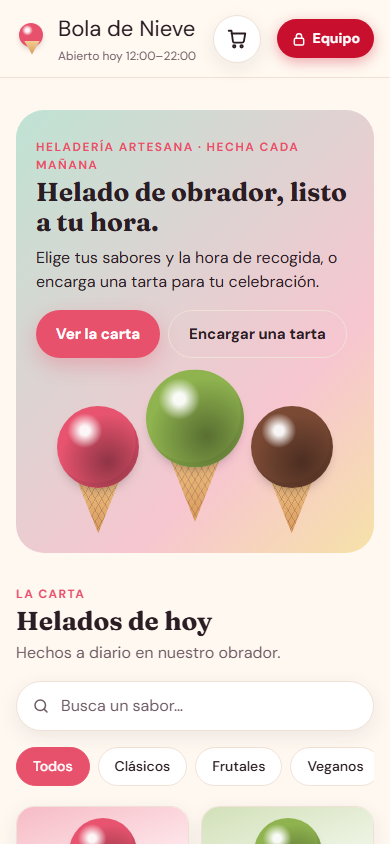 Bola de Nieve
Abierto hoy 12:00–22:00
Equipo
HELADERÍA ARTESANA · HECHA CADA
MAÑANA
Helado de obrador, listo
a tu hora.
Elige tus sabores y la hora de recogida, o
encarga una tarta para tu celebración.
Ver la carta
Encargar una tarta
LA CARTA
Helados de hoy
Hechos a diario en nuestro obrador.
Busca un sabor...
Todos
Clásicos
Frutales
Veganos